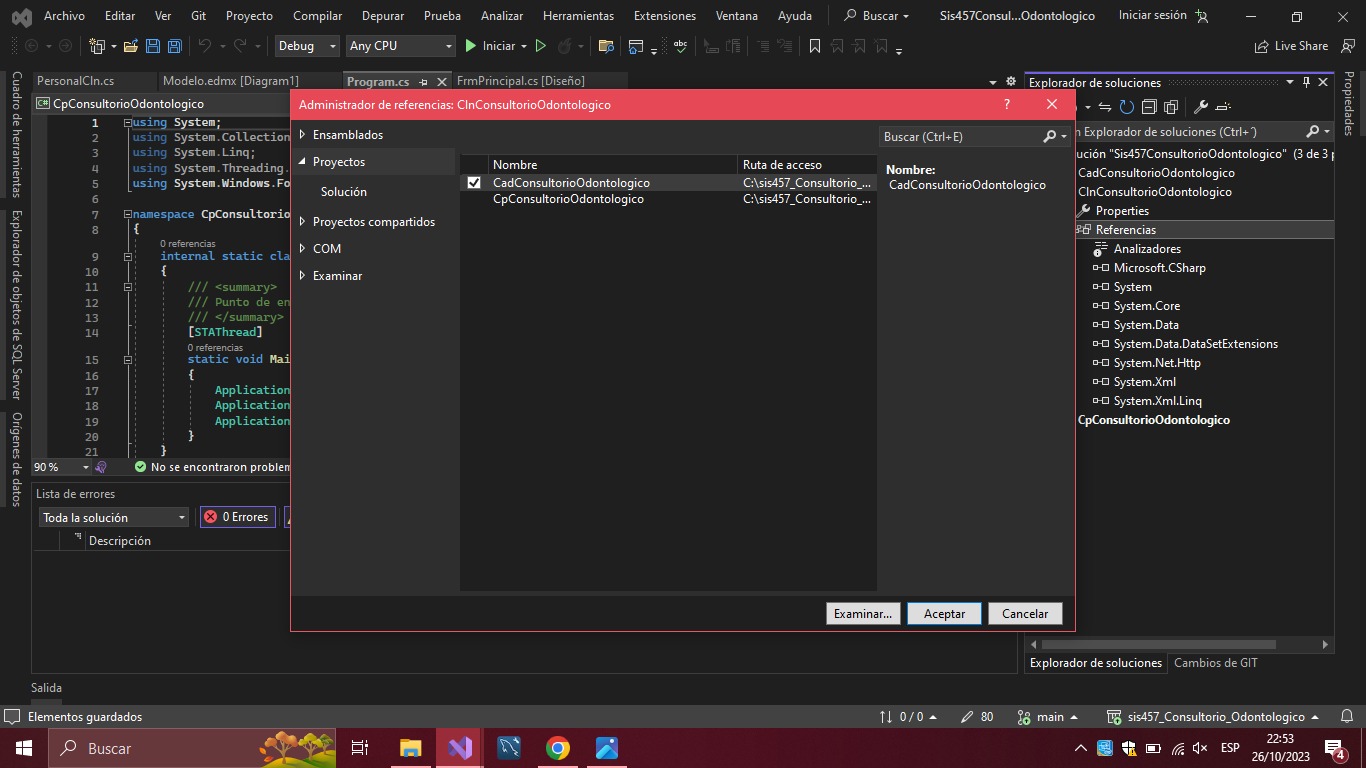 Archivo Editar Ver Git Proyecto Compilar Depurar Prueba Analizar Herramientas Extensiones Ventana Ayuda Buscar Sis457Consul...Odontologico Iniciar sesión
Debug Any CPU Iniciar Live Share
PersonalCln.cs Modelo.edmx [Diagram1] Program.cs FrmPrincipal.cs [Diseño]
Cuadro de herramientas
Explorador de objetos de SQL Server
Orígenes de datos
C# CpConsultorioOdontologico
1 using System;
2 using System.Collection
3 using System.Linq;
4 using System.Threading.
5 using System.Windows.Fo
6
7 namespace CpConsultorio
8 {
0 referencias
9 internal static cla
10 {
11 /// <summary>
12 /// Punto de en
13 /// </summary>
14 [STAThread]
0 referencias
15 static void Mai
16 {
17 Application
18 Application
19 Application
20 }
21 }
90 % No se encontraron problem
Lista de errores
Toda la solución 0 Errores
Descripción
Salida
Administrador de referencias: ClnConsultorioOdontologico ?
Ensamblados
Proyectos
Solución
Proyectos compartidos
COM
Examinar
Nombre Ruta de acceso
CadConsultorioOdontologico C:\sis457_Consultorio_...
CpConsultorioOdontologico C:\sis457_Consultorio_...
Buscar (Ctrl+E)
Nombre:
CadConsultorioOdontologico
Examinar... Aceptar Cancelar
Explorador de soluciones
n Explorador de soluciones (Ctrl+´)
ución "Sis457ConsultorioOdontologico" (3 de 3 p
CadConsultorioOdontologico
ClnConsultorioOdontologico
Properties
Referencias
Analizadores
Microsoft.CSharp
System
System.Core
System.Data
System.Data.DataSetExtensions
System.Net.Http
System.Xml
System.Xml.Linq
CpConsultorioOdontologico
Explorador de soluciones Cambios de GIT
Propiedades
Elementos guardados 0 / 0 80 main sis457_Consultorio_Odontologico
Buscar ESP 22:53
26/10/2023 4